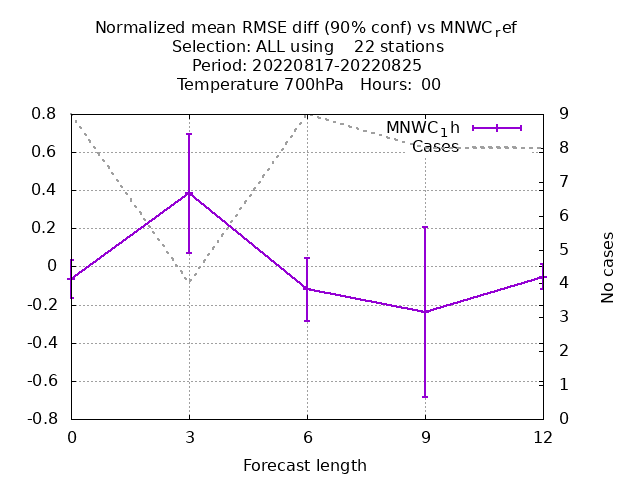 Normalized mean RMSE diff (90% conf) vs MNWCref
Selection: ALL using    22 stations
Period: 20220817-20220825
Temperature 700hPa   Hours:  00
MNWC1h
Cases
0.8
0.6
0.4
0.2
0
-0.2
-0.4
-0.6
-0.8
9
8
7
6
5
4
3
2
1
0
No cases
0 3 6 9 12
Forecast length